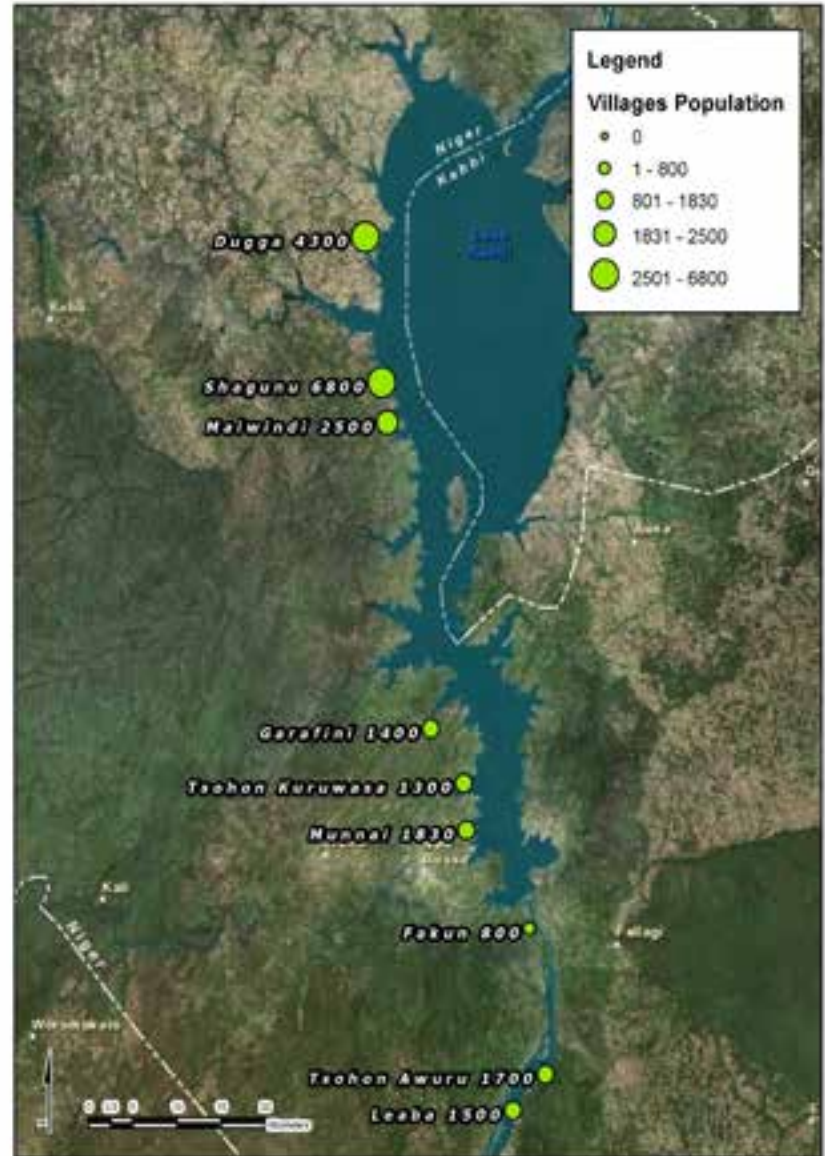 Legend
Villages Population
0
1 - 800
801 - 1830
1831 - 2500
2501 - 6800
Niger
Kebbi
Dugga 4300
Shagunu 6800
Malwindi 2500
Garafini 1400
Tsohon Kuruwasa 1300
Munnai 1830
Kali
Niger
Fakun 800
Tsohon Awuru 1700
Leaba 1500